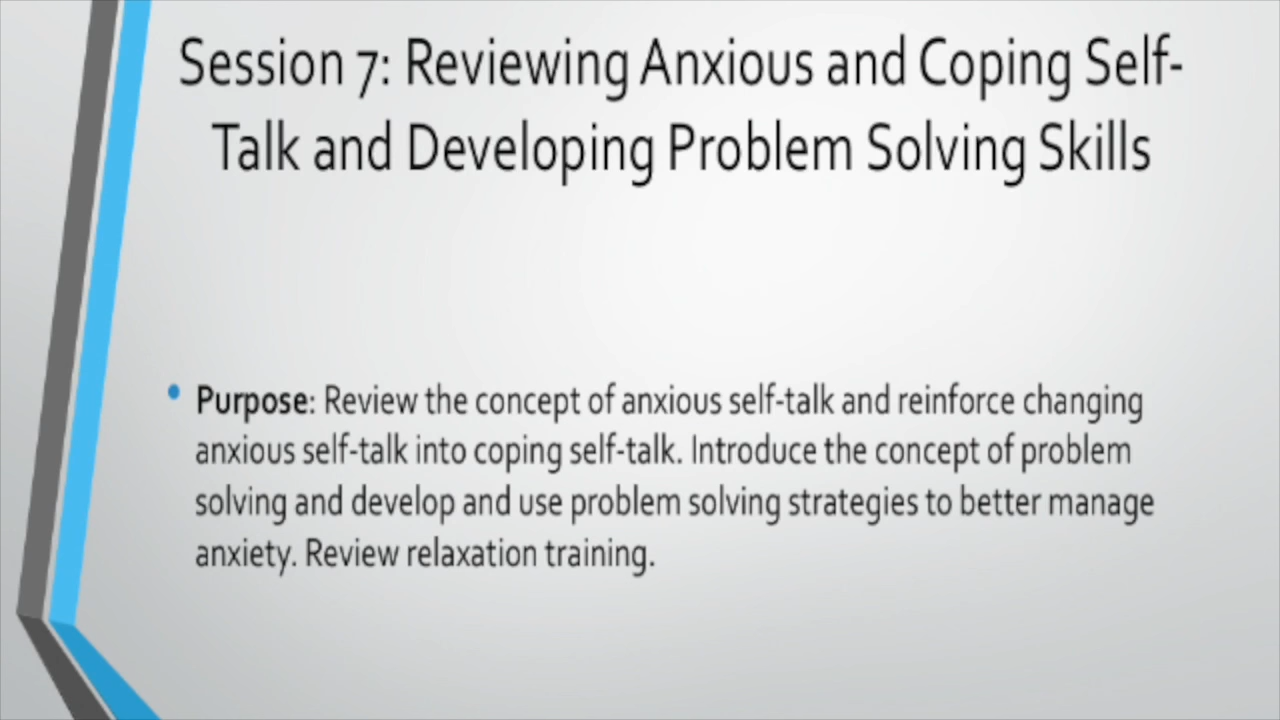 Session 7: Reviewing Anxious and Coping Self-
Talk and Developing Problem Solving Skills
• Purpose: Review the concept of anxious self-talk and reinforce changing
anxious self-talk into coping self-talk. Introduce the concept of problem
solving and develop and use problem solving strategies to better manage
anxiety. Review relaxation training.